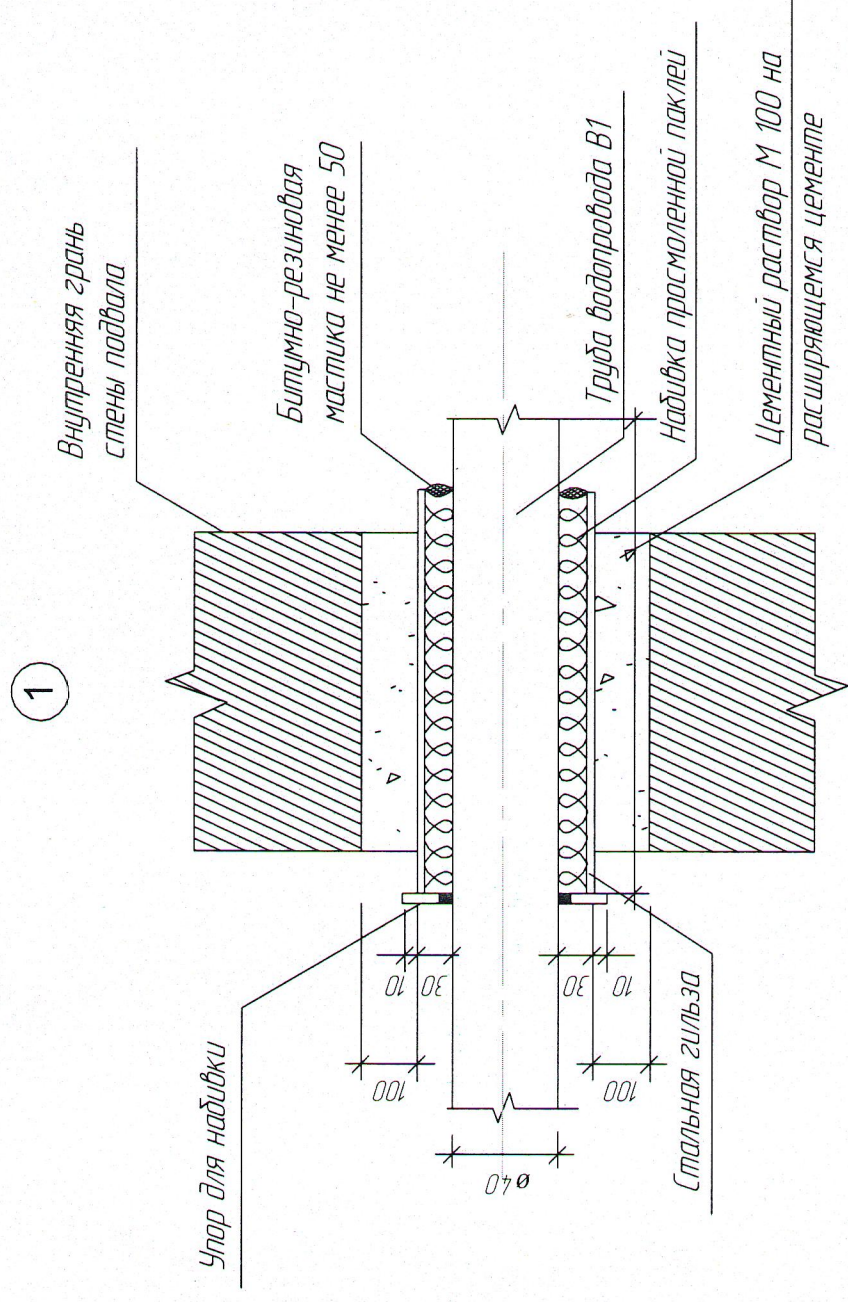 1
Внутренняя грань
стены подвала
Битумно-резиновая
мастика не менее 50
Труба водопровода В1
Набивка просмоленной паклей
Цементный раствор М 100 на
расширяющемся цементе
Упор для набивки
Стальная гильза
100
10
30
ø40
30
10
100